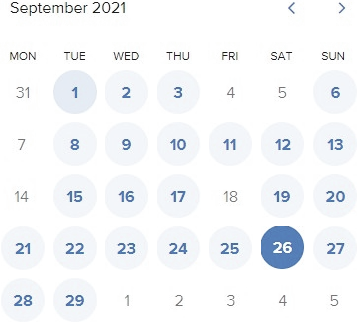 September 2021
MON TUE WED THU FRI SAT SUN
31 1 2 3 4 5 6
7 8 9 10 11 12 13
14 15 16 17 18 19 20
21 22 23 24 25 26 27
28 29 1 2 3 4 5